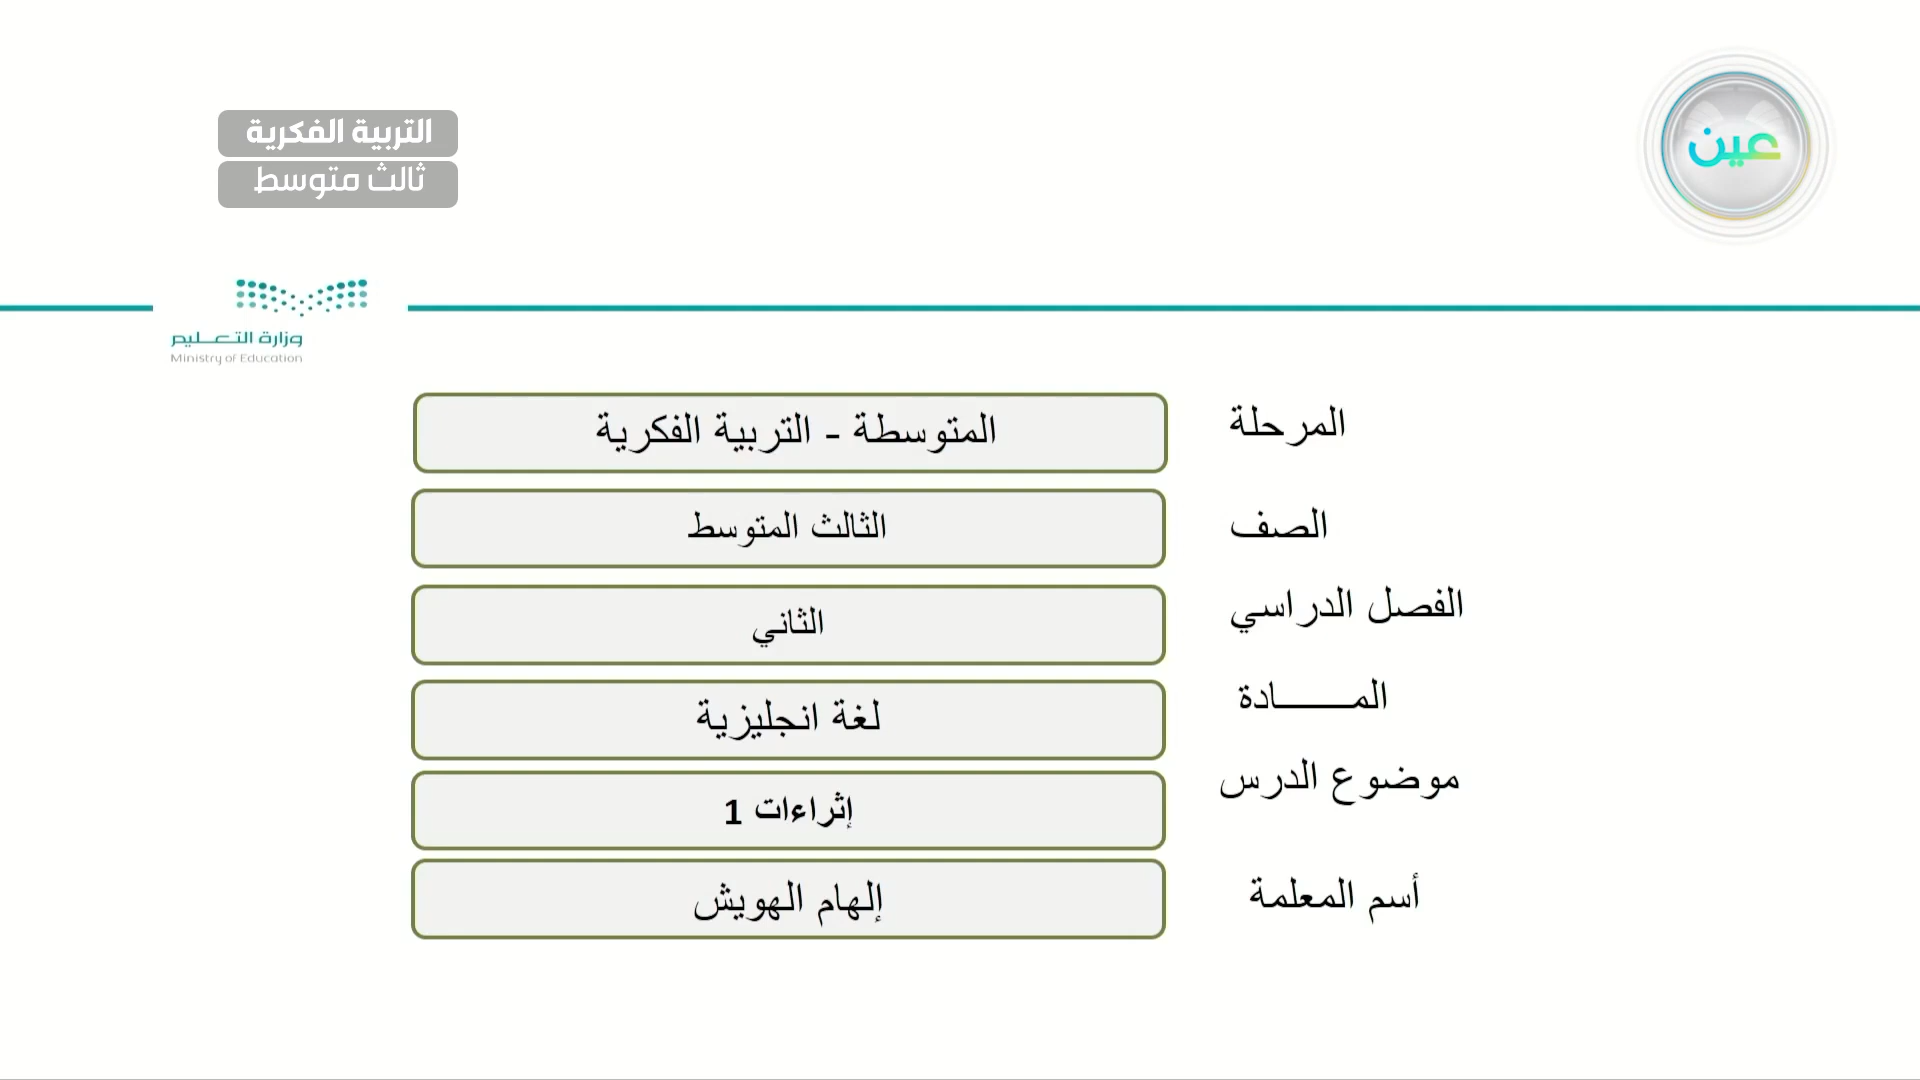 التربية الفكرية
ثالث متوسط
عين
وزارة التعليم
Ministry of Education
المرحلة
المتوسطة - التربية الفكرية
الصف
الثالث المتوسط
الفصل الدراسي
الثاني
المـــــــادة
لغة انجليزية
موضوع الدرس
إثراءات 1
أسم المعلمة
إلهام الهويش